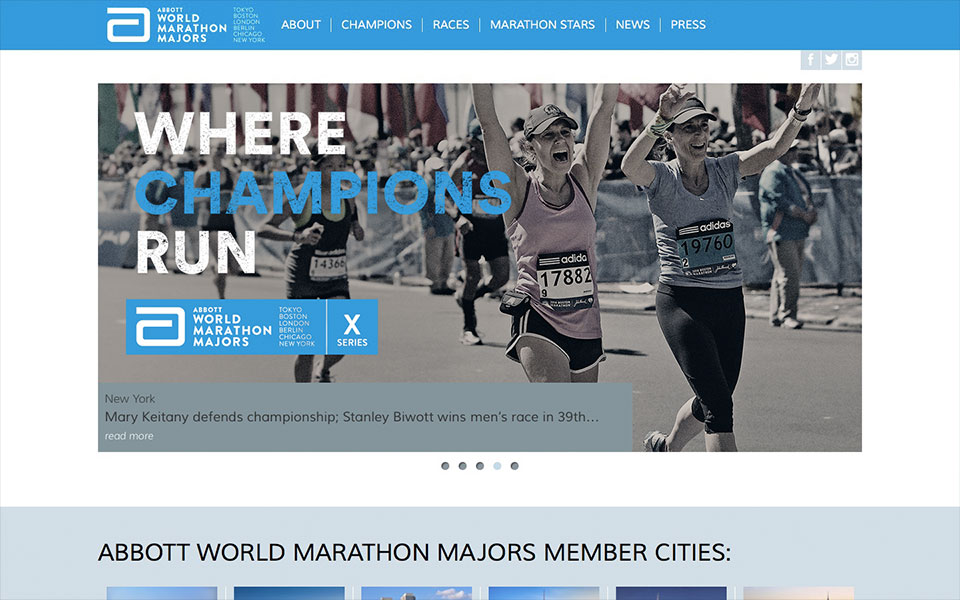 ABBOTT
WORLD
MARATHON
MAJORS
TOKYO
BOSTON
LONDON
BERLIN
CHICAGO
NEW YORK
ABOUT
CHAMPIONS
RACES
MARATHON STARS
NEWS
PRESS
WHERE
CHAMPIONS
RUN
ABBOTT
WORLD
MARATHON
MAJORS
TOKYO
BOSTON
LONDON
BERLIN
CHICAGO
NEW YORK
X
SERIES
14366
adidas
17882
9
adidas
19760
2
New York
Mary Keitany defends championship; Stanley Biwott wins men's race in 39th...
read more
ABBOTT WORLD MARATHON MAJORS MEMBER CITIES: